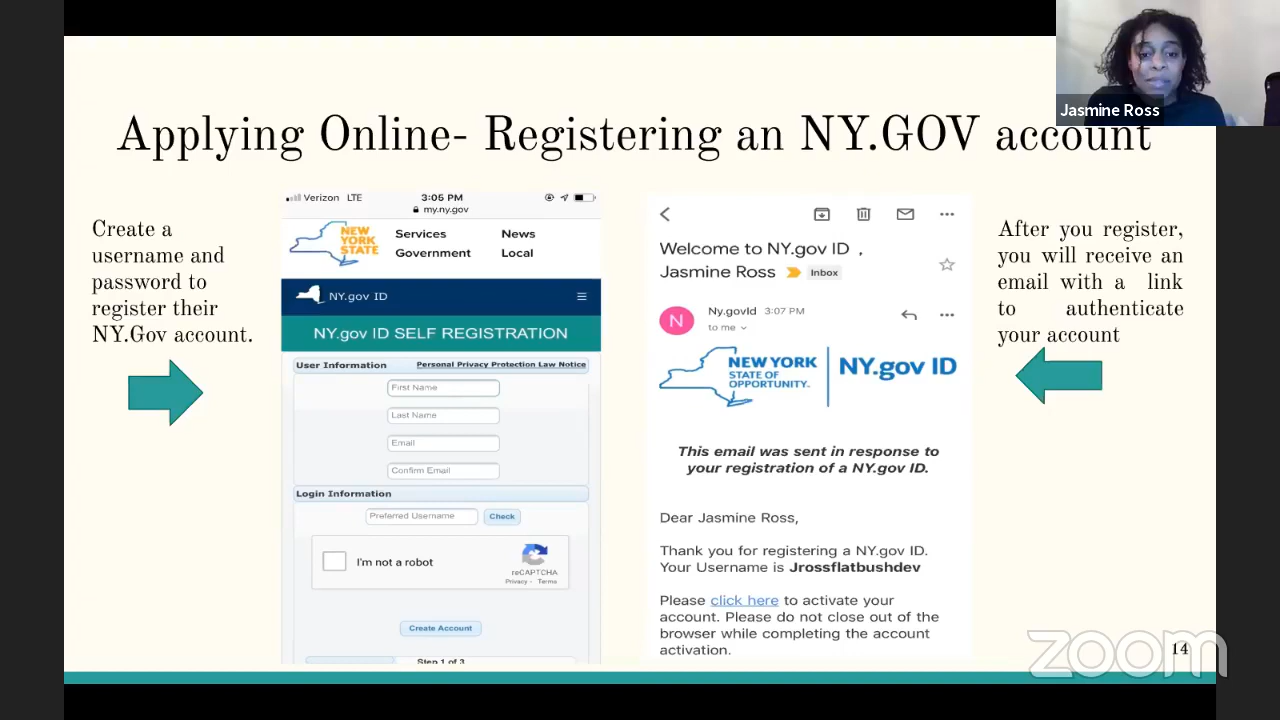 Jasmine Ross
Applying Online- Registering an NY.GOV account
Create a
username and
password to
register their
NY.Gov account.
Verizon LTE 3:05 PM
my.ny.gov
NEW
YORK
STATE
Services News
Government Local
NY.gov ID
NY.gov ID SELF REGISTRATION
User Information Personal Privacy Protection Law Notice
First Name
Last Name
Email
Confirm Email
Login Information
Preferred Username Check
I'm not a robot
reCAPTCHA
Privacy - Terms
Create Account
Step 1 of 3
Welcome to NY.gov ID ,
Jasmine Ross Inbox
N
Ny.govId 3:07 PM
to me
NEW YORK
STATE OF
OPPORTUNITY.
NY.gov ID
This email was sent in response to
your registration of a NY.gov ID.
Dear Jasmine Ross,
Thank you for registering a NY.gov ID.
Your Username is Jrossflatbushdev
Please click here to activate your
account. Please do not close out of the
browser while completing the account
activation.
After you register,
you will receive an
email with a link
to authenticate
your account
zoom
14